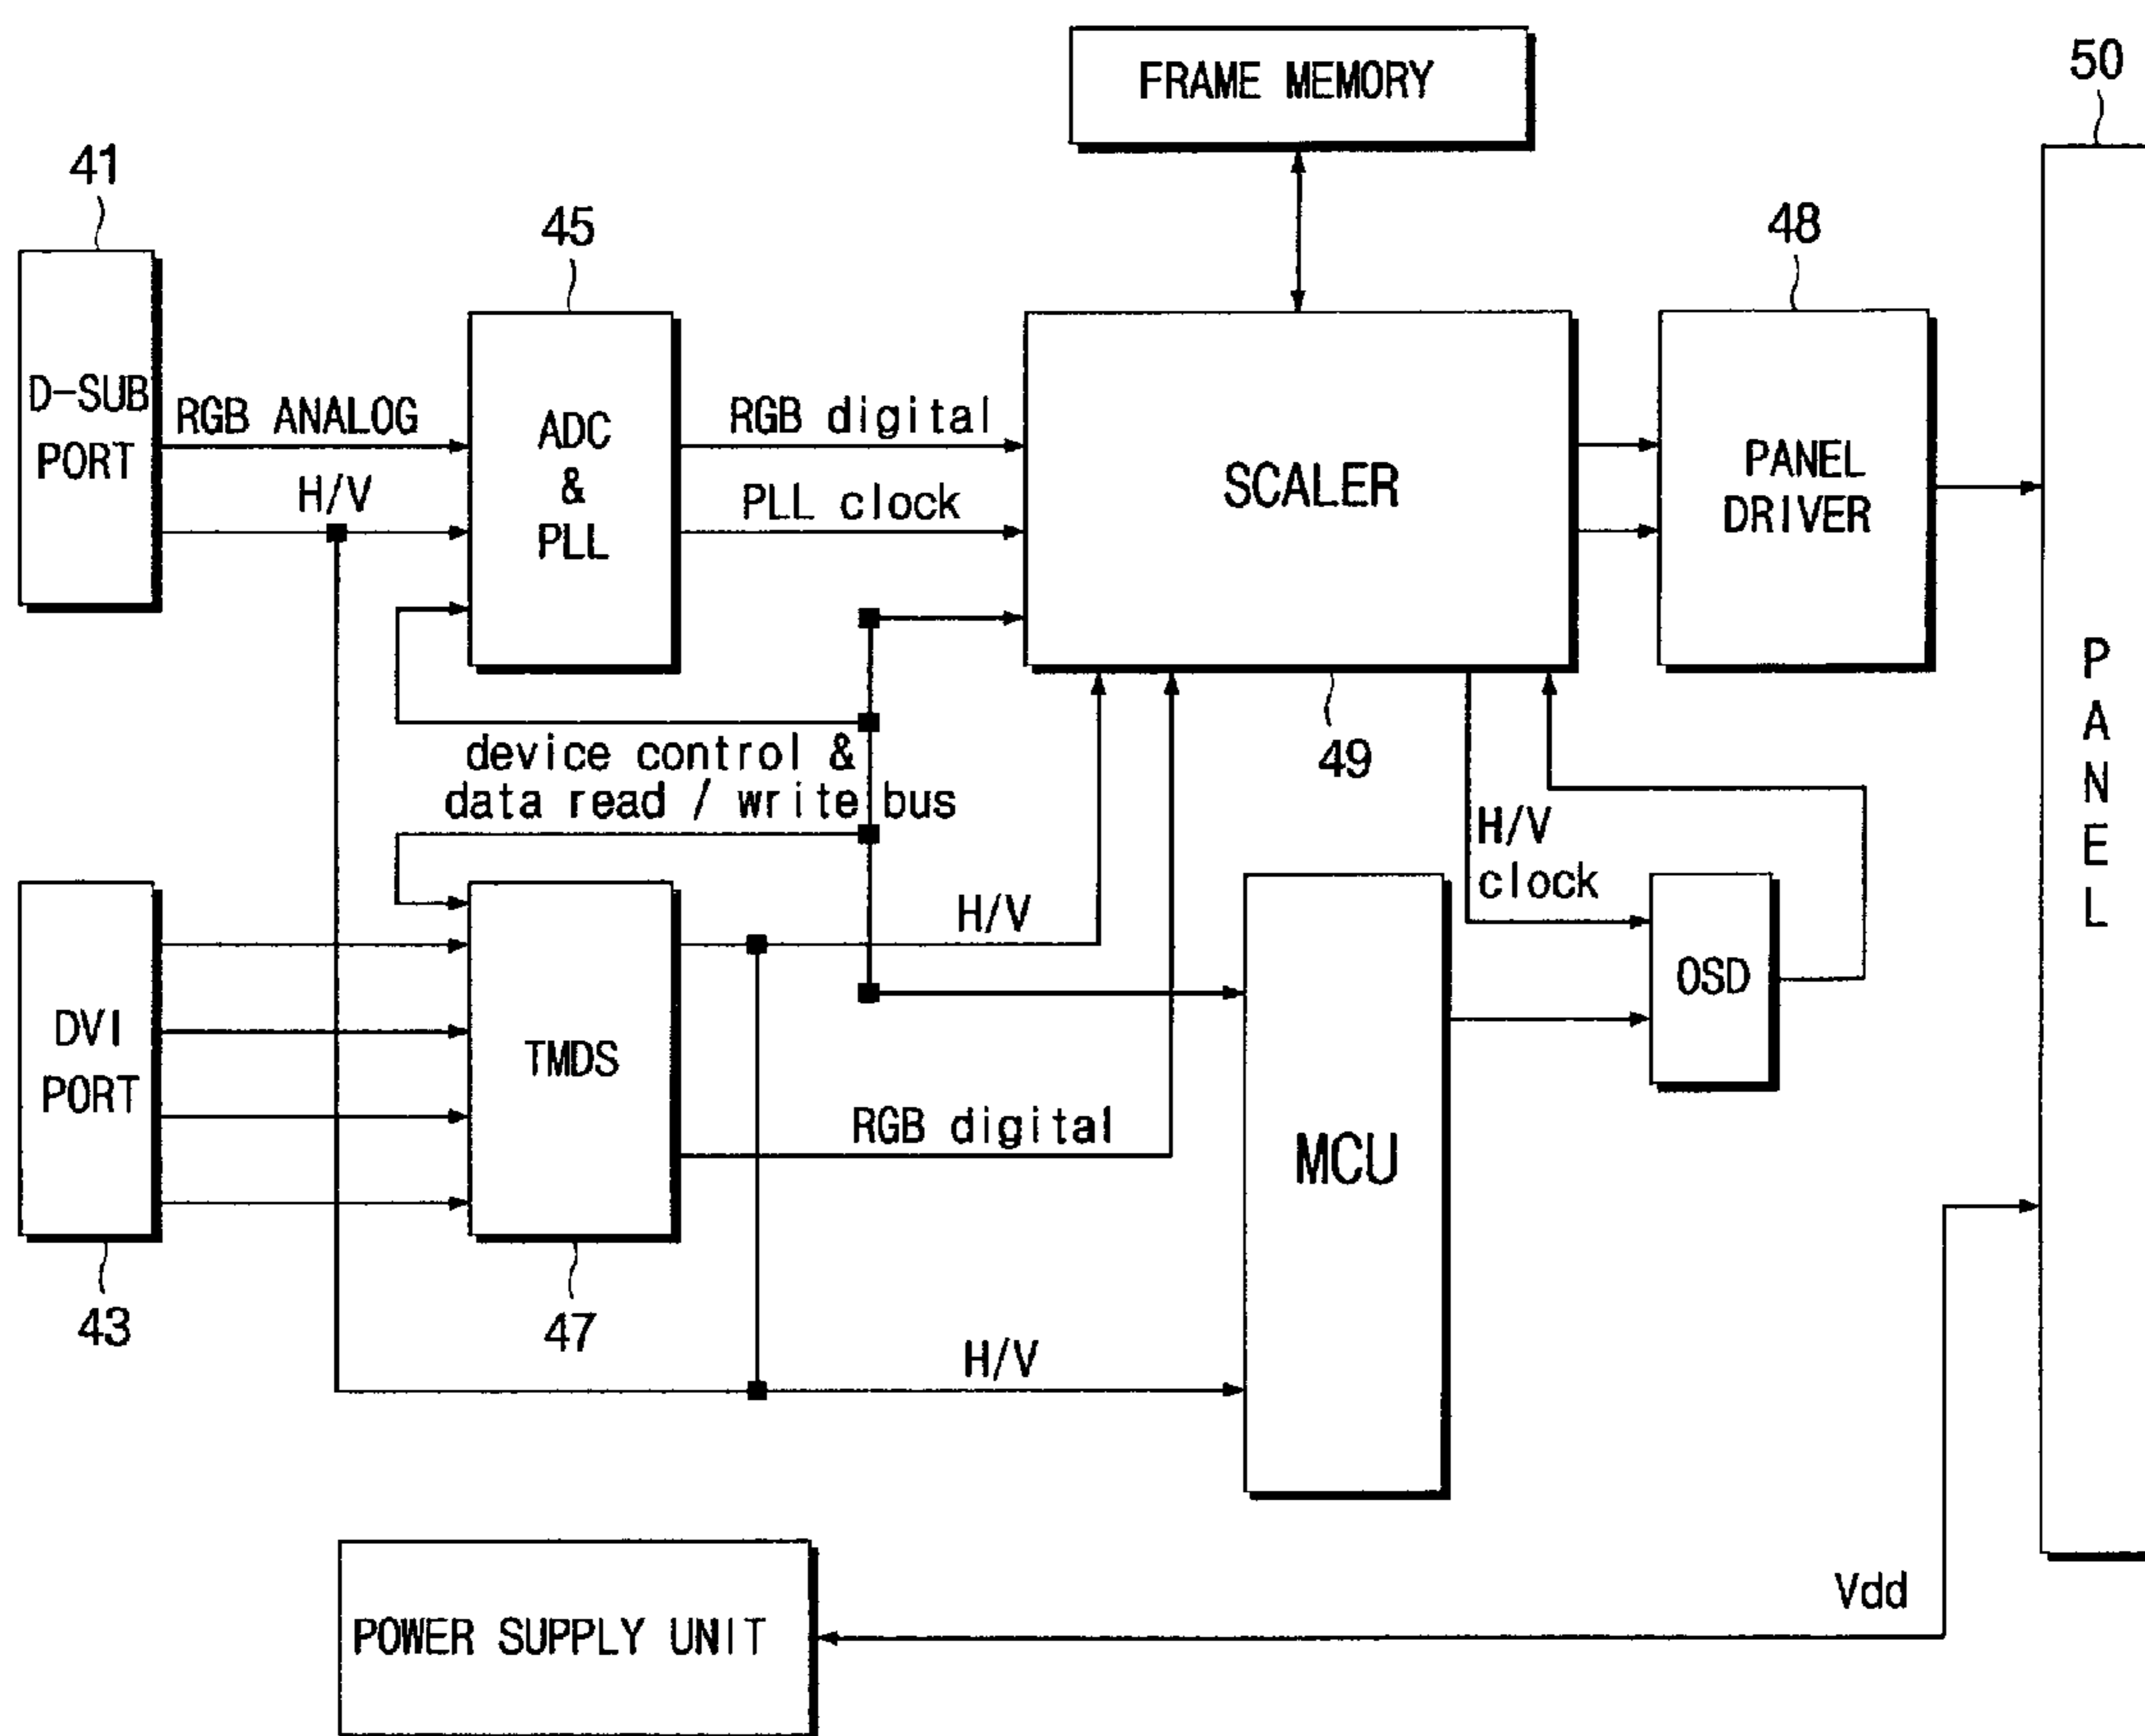 FRAME MEMORY
50
41
45
48
D-SUB
PORT
RGB ANALOG
H/V
ADC
&
PLL
RGB digital
PLL clock
SCALER
PANEL
DRIVER
device control &
data read / write bus
49
P
A
N
E
L
H/V
clock
H/V
OSD
DVI
PORT
TMDS
RGB digital
MCU
43
47
H/V
Vdd
POWER SUPPLY UNIT